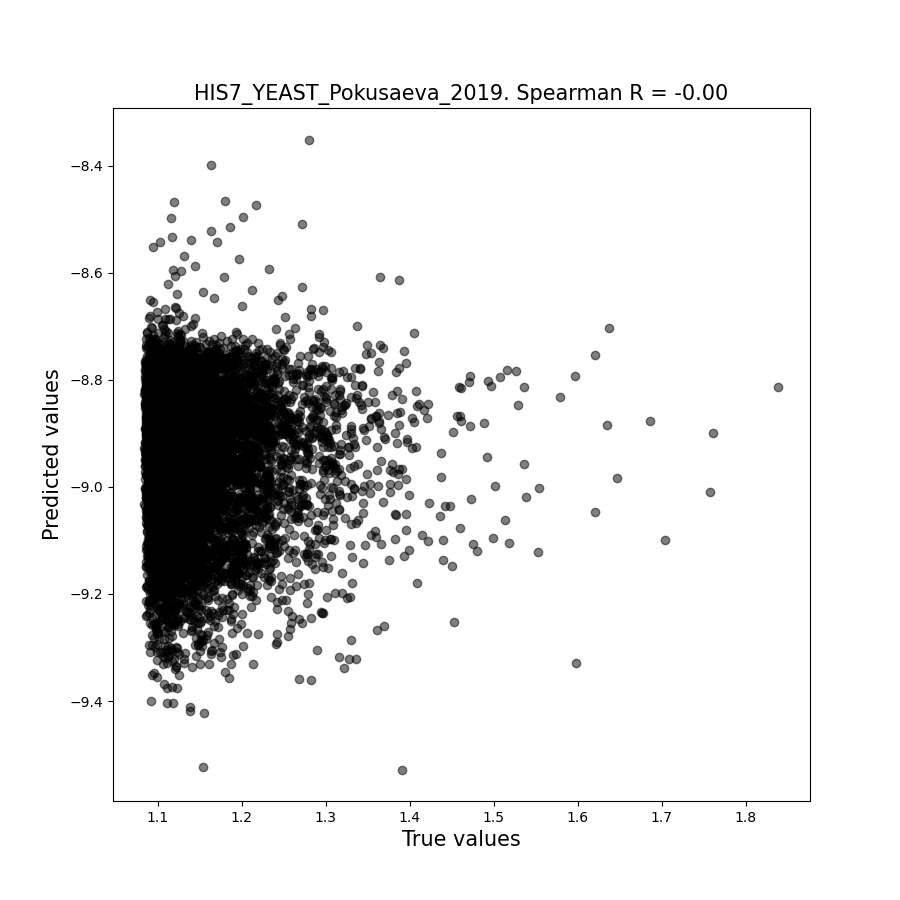 HIS7_YEAST_Pokusaeva_2019. Spearman R = -0.00
−8.4
−8.6
−8.8
−9.0
−9.2
−9.4
Predicted values
1.1 1.2 1.3 1.4 1.5 1.6 1.7 1.8
True values